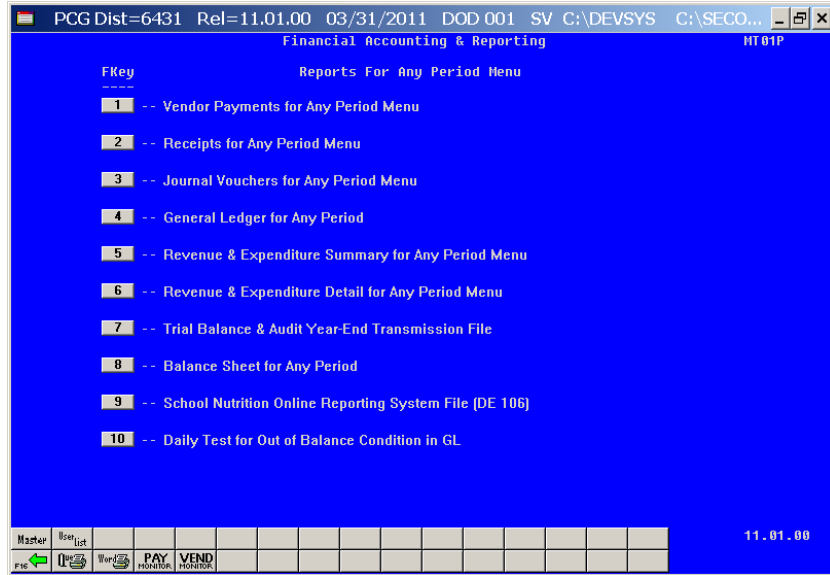 PCG Dist=6431 Rel=11.01.00 03/31/2011 DOD 001 SV C:\DEVSYS C:\SECO...
Financial Accounting & Reporting MT01P
FKey Reports For Any Period Menu
----
1 -- Vendor Payments for Any Period Menu
2 -- Receipts for Any Period Menu
3 -- Journal Vouchers for Any Period Menu
4 -- General Ledger for Any Period
5 -- Revenue & Expenditure Summary for Any Period Menu
6 -- Revenue & Expenditure Detail for Any Period Menu
7 -- Trial Balance & Audit Year-End Transmission File
8 -- Balance Sheet for Any Period
9 -- School Nutrition Online Reporting System File (DE 106)
10 -- Daily Test for Out of Balance Condition in GL
Master User List 11.01.00
F16 Que Word PAY MONITOR VEND MONITOR